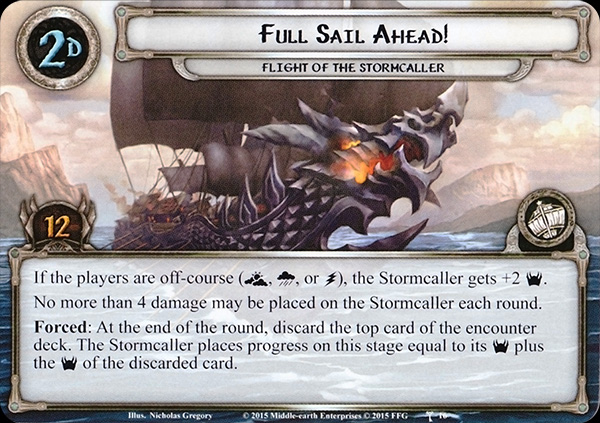 2D
FULL SAIL AHEAD!
FLIGHT OF THE STORMCALLER
12
If the players are off-course ( , , or ), the Stormcaller gets +2 .
No more than 4 damage may be placed on the Stormcaller each round.
Forced: At the end of the round, discard the top card of the encounter
deck. The Stormcaller places progress on this stage equal to its plus
the of the discarded card.
Illus. Nicholas Gregory © 2015 Middle-earth Enterprises © 2015 FFG